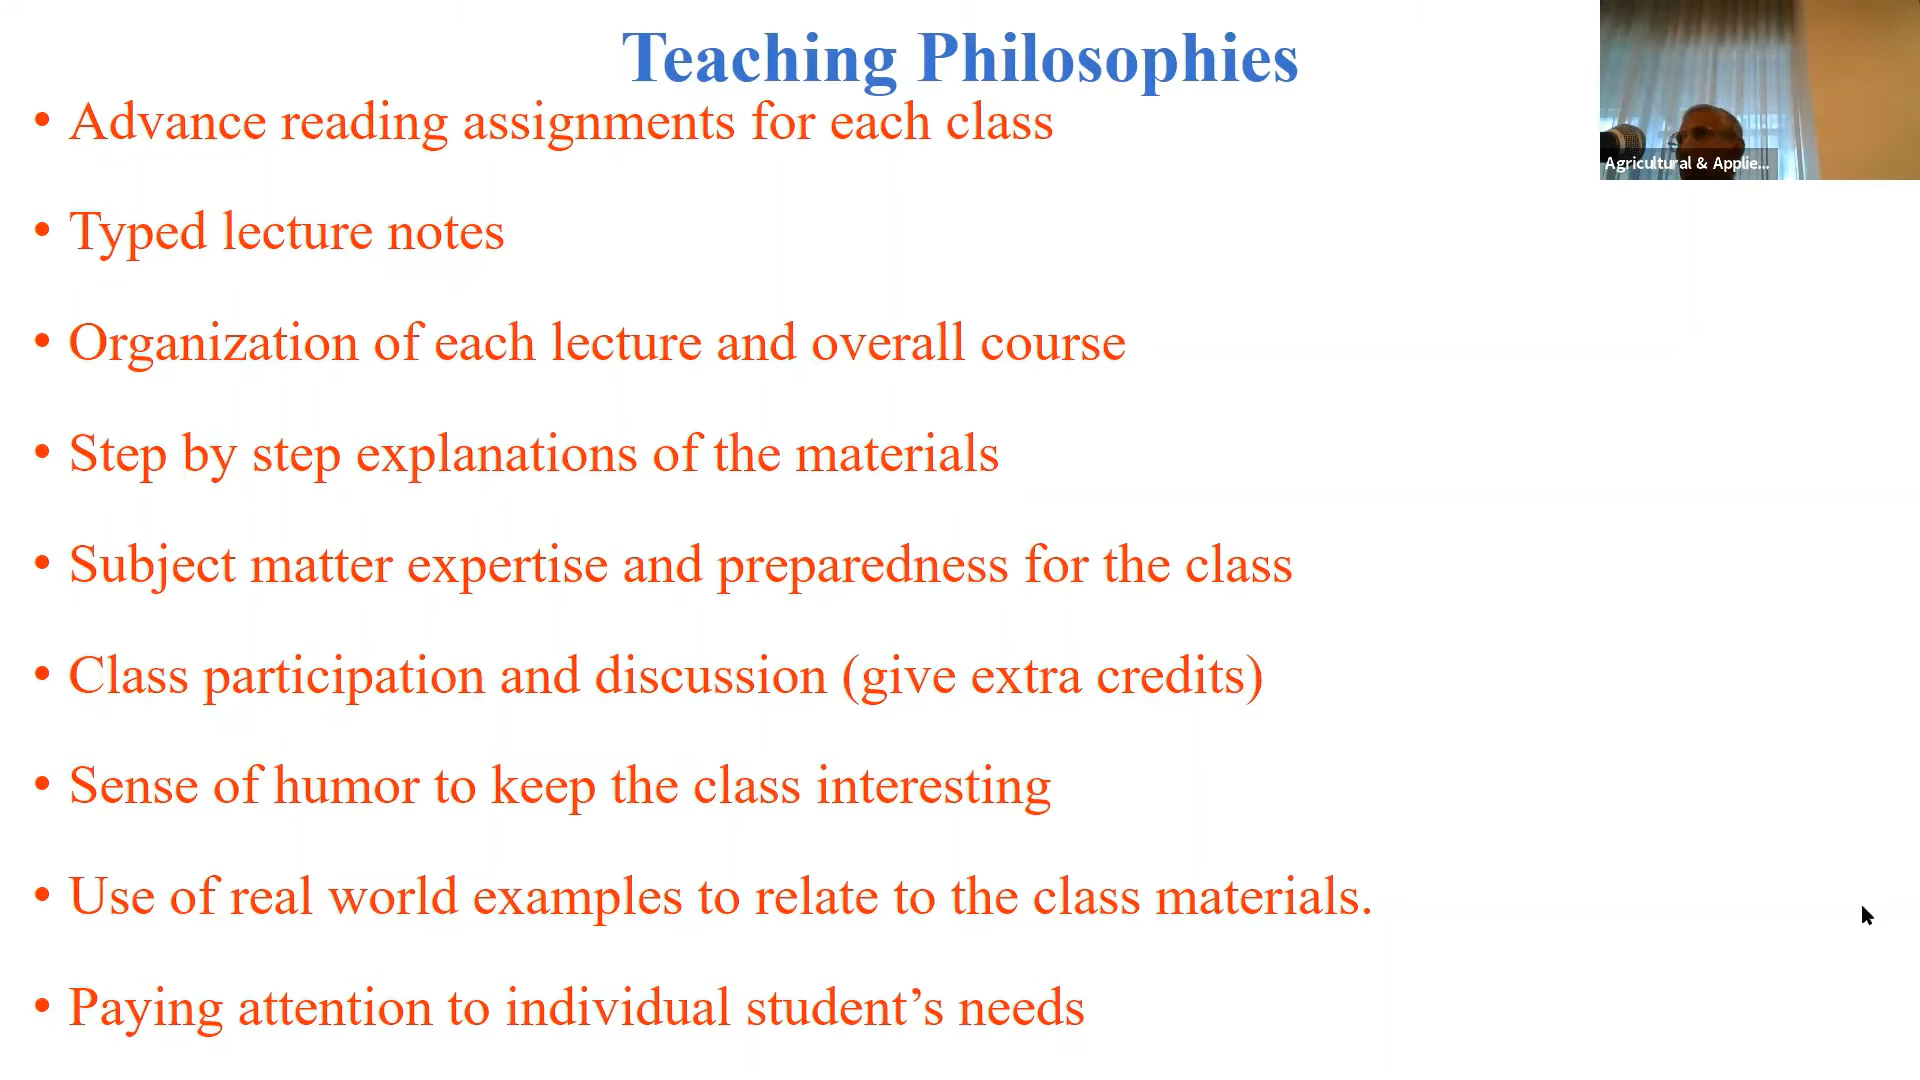 Teaching Philosophies
• Advance reading assignments for each class
• Typed lecture notes
• Organization of each lecture and overall course
• Step by step explanations of the materials
• Subject matter expertise and preparedness for the class
• Class participation and discussion (give extra credits)
• Sense of humor to keep the class interesting
• Use of real world examples to relate to the class materials.
• Paying attention to individual student’s needs
Agricultural & Applie...